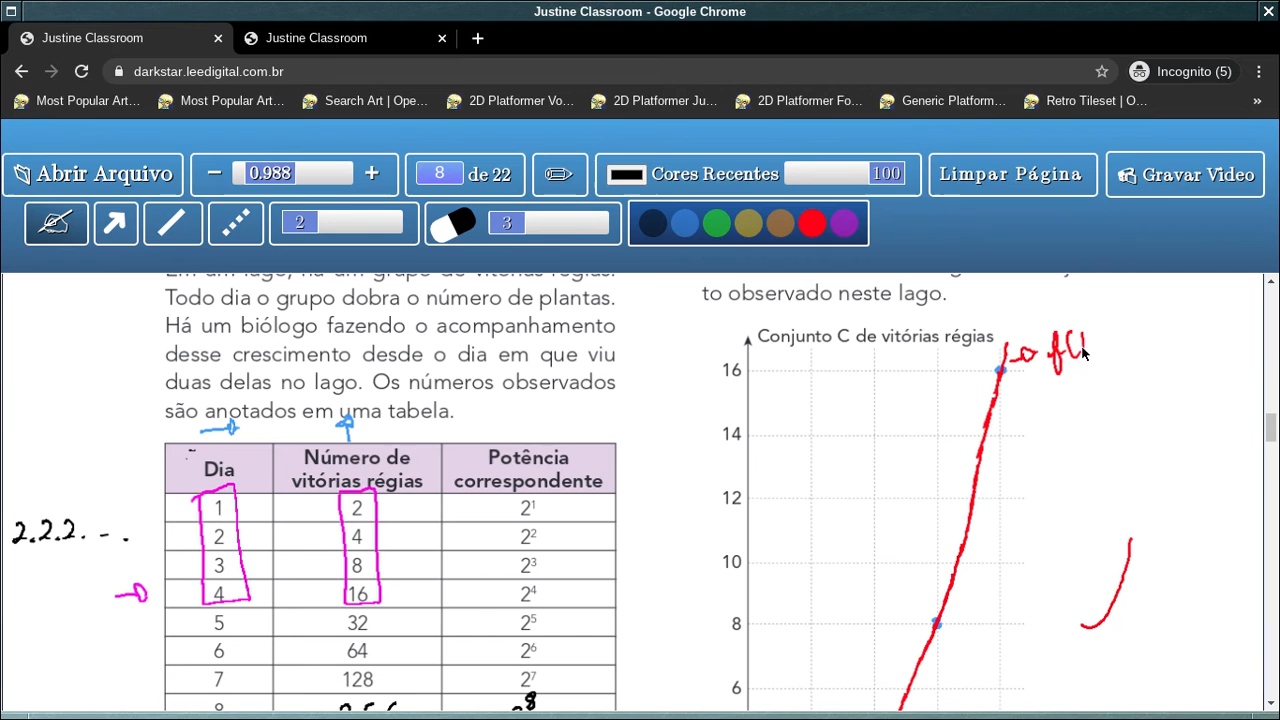 Justine Classroom - Google Chrome
Justine Classroom
Justine Classroom
darkstar.leedigital.com.br
Incognito (5)
Most Popular Art...
Most Popular Art...
Search Art | Ope...
2D Platformer Vo...
2D Platformer Ju...
2D Platformer Fo...
Generic Platform...
Retro Tileset | O...
»
Abrir Arquivo
0.988
8
de 22
Cores Recentes
100
Limpar Página
Gravar Video
2
3
Todo dia o grupo dobra o número de plantas.
Há um biólogo fazendo o acompanhamento
desse crescimento desde o dia em que viu
duas delas no lago. Os números observados
são anotados em uma tabela.
Dia
Número de vitórias régias
Potência correspondente
1 2 2¹
2 4 2²
3 8 2³
4 16 2⁴
5 32 2⁵
6 64 2⁶
7 128 2⁷
2.2.2. - .
to observado neste lago.
Conjunto C de vitórias régias
f(
16
14
12
10
8
6